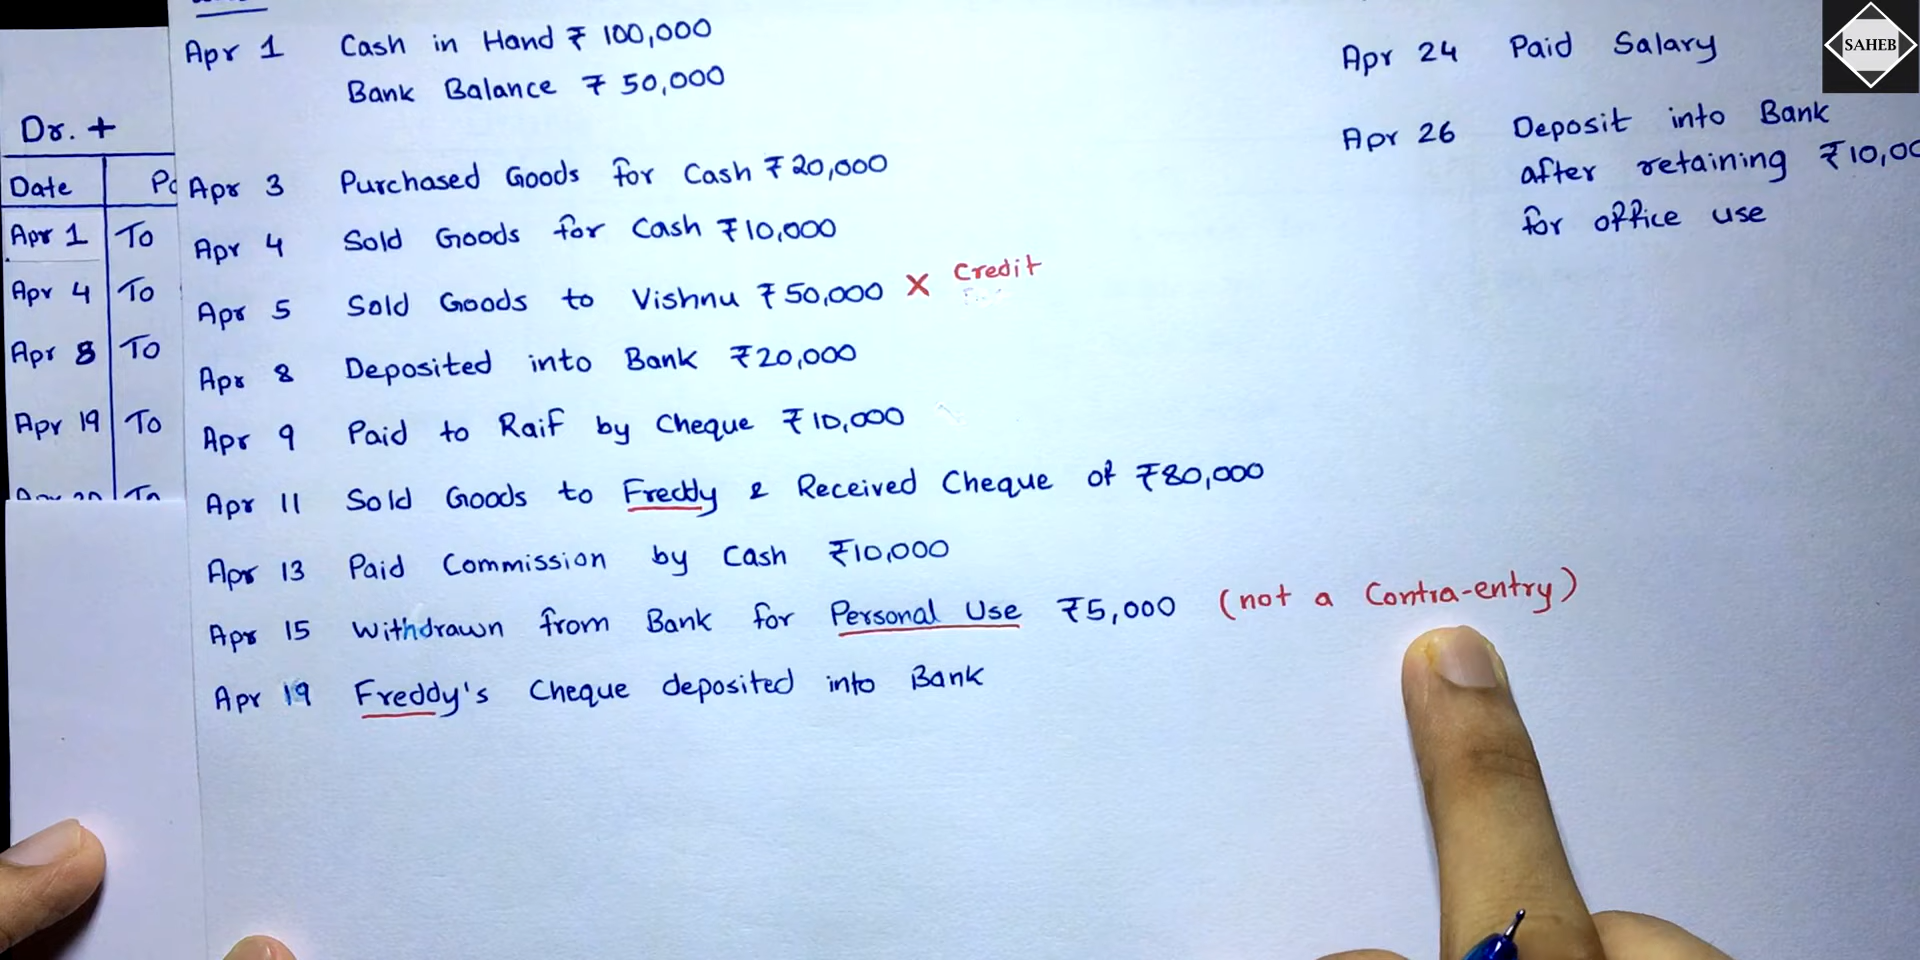 Apr 1 Cash in Hand ₹ 100,000
Bank Balance ₹ 50,000
Apr 3 Purchased Goods for Cash ₹20,000
Apr 4 Sold Goods for Cash ₹10,000
Apr 5 Sold Goods to Vishnu ₹50,000 X Credit
Apr 8 Deposited into Bank ₹20,000
Apr 9 Paid to Raif by Cheque ₹10,000
Apr 11 Sold Goods to Freddy & Received Cheque of ₹80,000
Apr 13 Paid Commission by Cash ₹10,000
Apr 15 Withdrawn from Bank for Personal Use ₹5,000 (not a Contra-entry)
Apr 19 Freddy's Cheque deposited into Bank
Apr 24 Paid Salary
Apr 26 Deposit into Bank
after retaining ₹10,00
for office use
Dr. +
Date
Apr 1 To
Apr 4 To
Apr 8 To
Apr 19 To
SAHEB